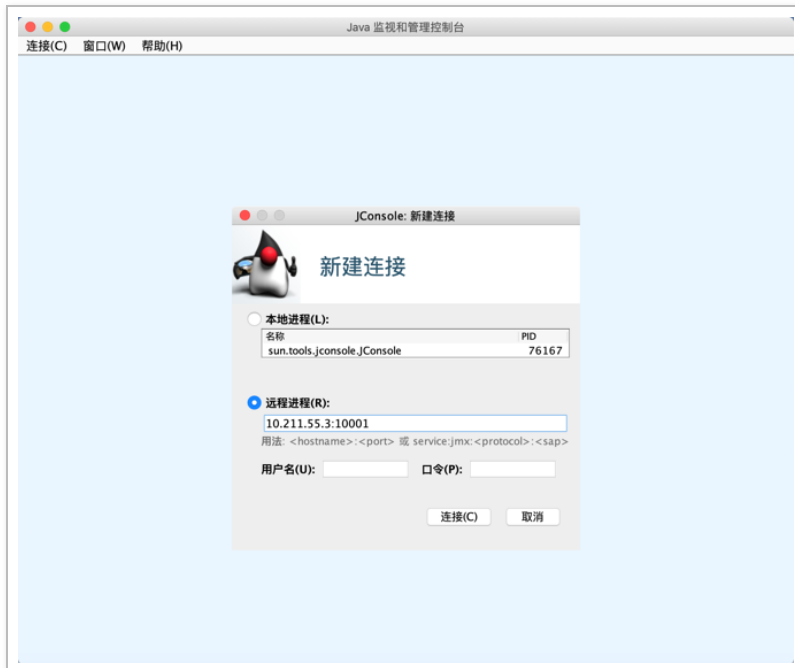 Java 监视和管理控制台
连接(C) 窗口(W) 帮助(H)
JConsole: 新建连接
新建连接
本地进程(L):
名称 PID
sun.tools.jconsole.JConsole 76167
远程进程(R):
10.211.55.3:10001
用法: <hostname>:<port> 或 service:jmx:<protocol>:<sap>
用户名(U): 口令(P):
连接(C) 取消